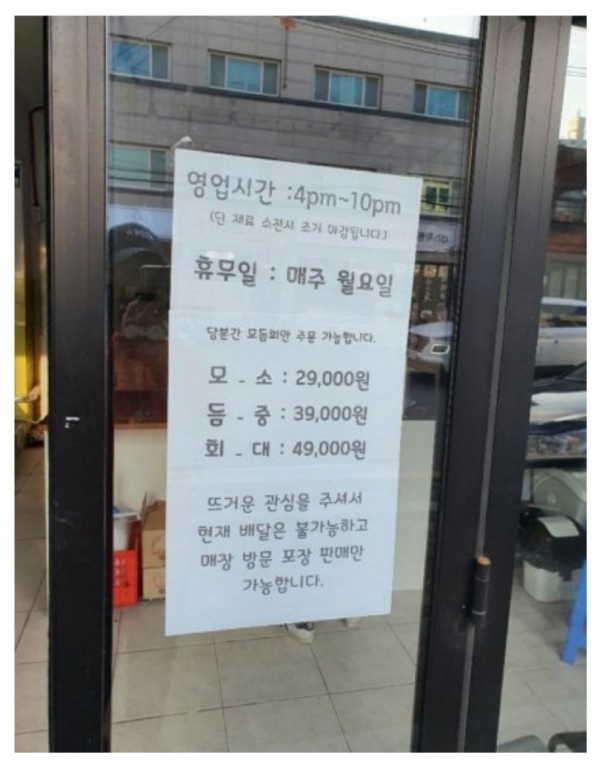 영업시간 :4pm~10pm
(단 재료 소진시 조기 마감됩니다.)
휴무일 : 매주 월요일
당분간 모듬회만 주문 가능합니다.
모 - 소 : 29,000원
듬 - 중 : 39,000원
회 - 대 : 49,000원
뜨거운 관심을 주셔서
현재 배달은 불가능하고
매장 방문 포장 판매만
가능합니다.